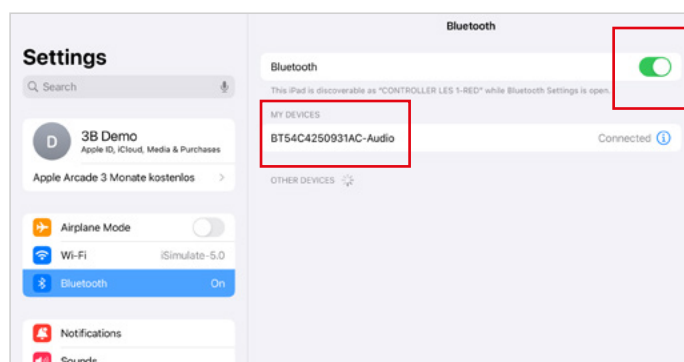 Settings
Search
D
3B Demo
Apple ID, iCloud, Media & Purchases
Apple Arcade 3 Monate kostenlos
Airplane Mode
Wi-Fi iSimulate-5.0
Bluetooth On
Notifications
Sounds
Bluetooth
Bluetooth
This iPad is discoverable as "CONTROLLER LES 1-RED" while Bluetooth Settings is open.
MY DEVICES
BT54C4250931AC-Audio Connected
OTHER DEVICES